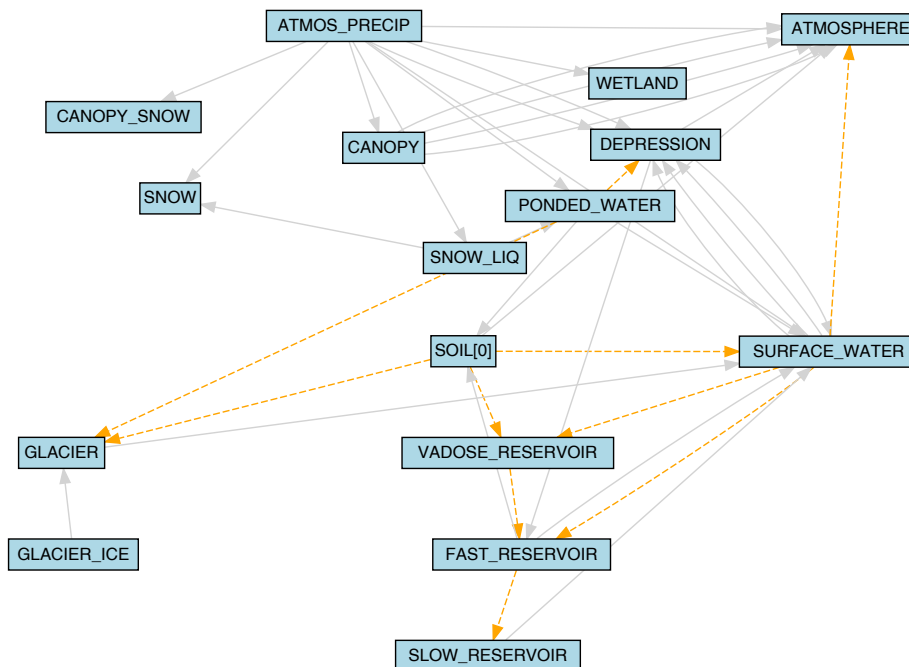 ATMOS_PRECIP
ATMOSPHERE
WETLAND
CANOPY_SNOW
CANOPY
DEPRESSION
SNOW
PONDED_WATER
SNOW_LIQ
SOIL[0]
SURFACE_WATER
GLACIER
VADOSE_RESERVOIR
GLACIER_ICE
FAST_RESERVOIR
SLOW_RESERVOIR